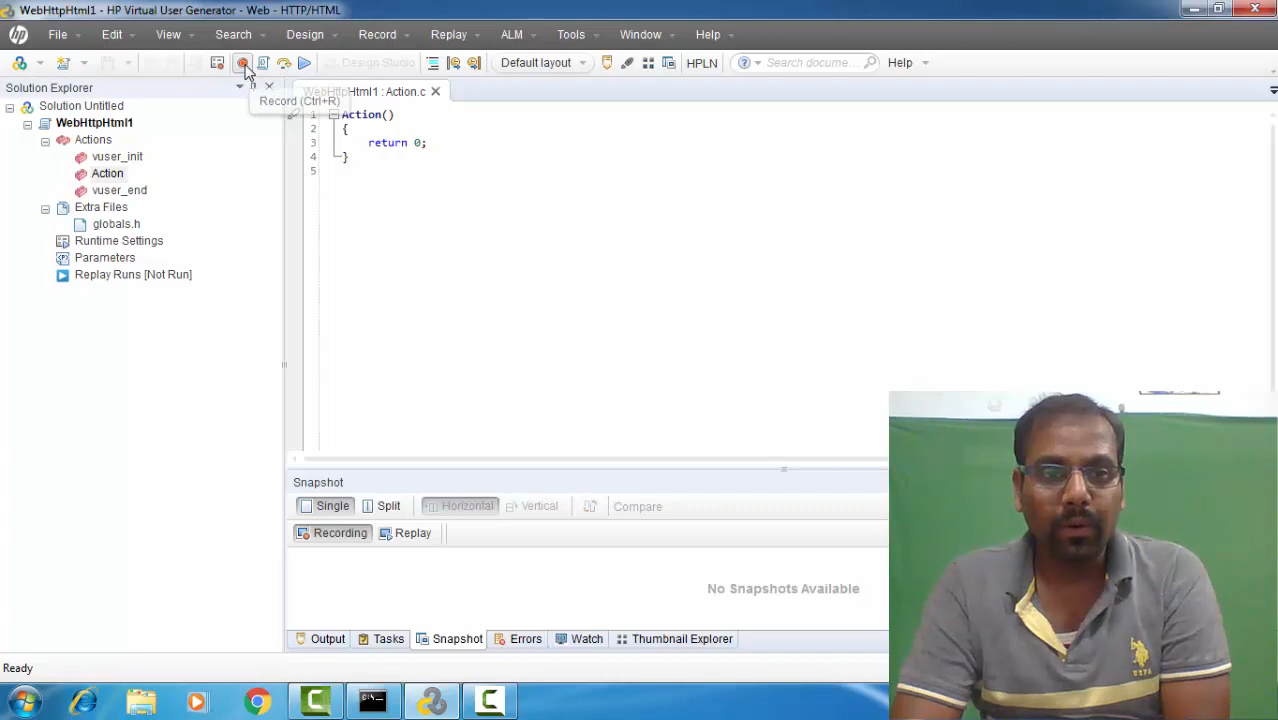 WebHttpHtml1 - HP Virtual User Generator - Web - HTTP/HTML
hp File Edit View Search Design Record Replay ALM Tools Window Help
Design Studio Default layout HPLN ? Search docume... Help
Solution Explorer
WebHttpHtml1 : Action.c
Record (Ctrl+R)
Solution Untitled
WebHttpHtml1
Actions
vuser_init
Action
vuser_end
Extra Files
globals.h
Runtime Settings
Parameters
Replay Runs [Not Run]
1 Action()
2 {
3 return 0;
4 }
5
Snapshot
Single Split Horizontal Vertical Compare
Recording Replay
No Snapshots Available
Output Tasks Snapshot Errors Watch Thumbnail Explorer
Ready